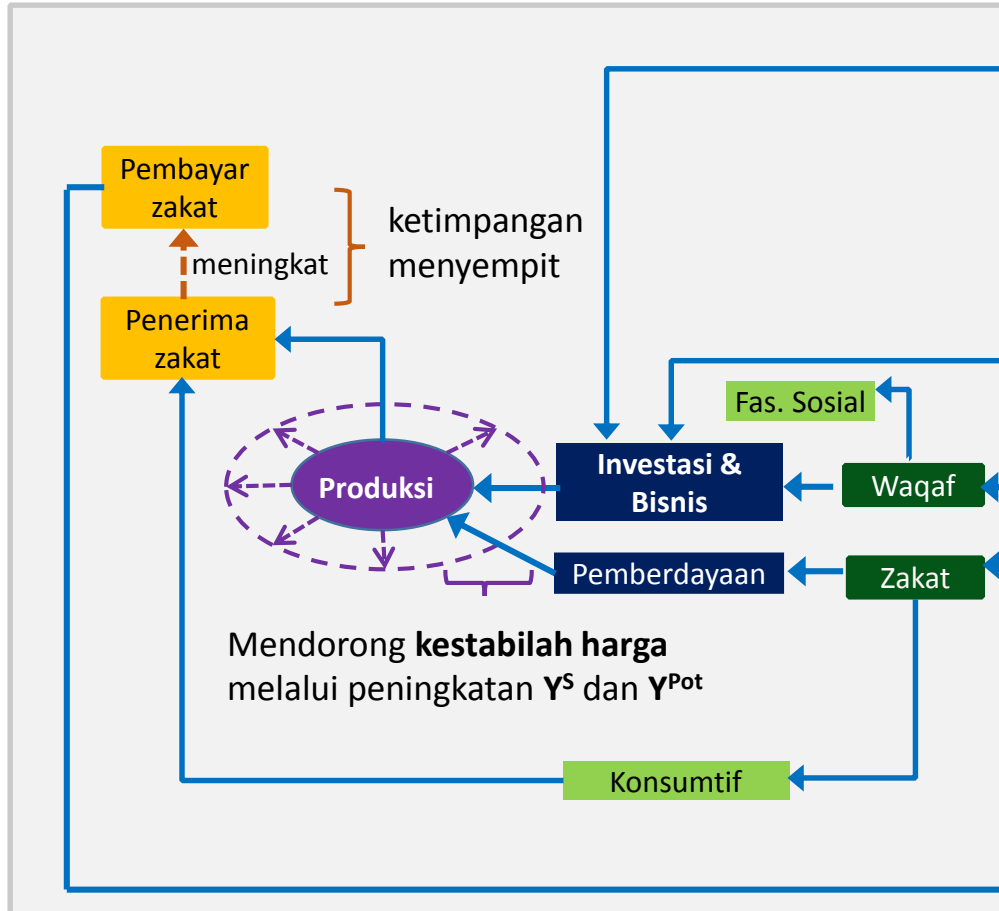 Pembayar
zakat
meningkat
ketimpangan
menyempit
Penerima
zakat
Fas. Sosial
Produksi
Investasi &
Bisnis
Waqaf
Pemberdayaan
Zakat
Mendorong kestabilah harga
melalui peningkatan Yˢ dan Yᴾᵒᵗ
Konsumtif